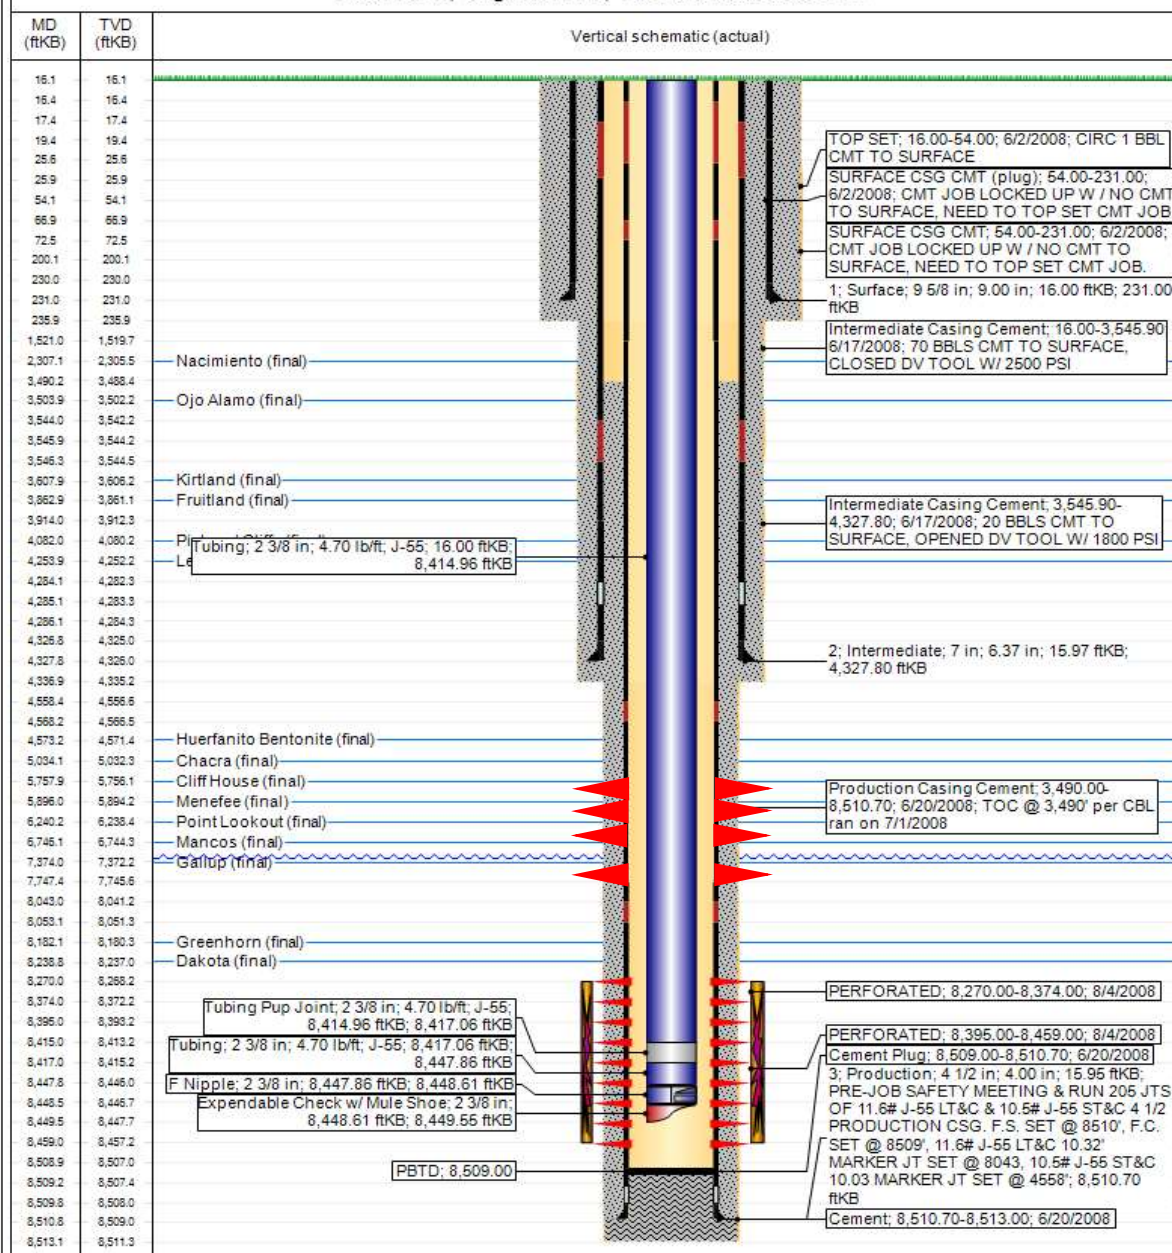 MD
(ftKB)
TVD
(ftKB)
Vertical schematic (actual)
16.1 16.1
16.4 16.4
17.4 17.4
19.4 19.4
25.6 25.6
25.9 25.9
54.1 54.1
66.9 66.9
72.5 72.5
200.1 200.1
230.0 230.0
231.0 231.0
235.9 235.9
1,521.0 1,519.7
2,307.1 2,305.5
3,490.2 3,488.4
3,503.9 3,502.2
3,544.0 3,542.2
3,545.9 3,544.2
3,546.3 3,544.5
3,607.9 3,606.2
3,862.9 3,861.1
3,914.0 3,912.3
4,082.0 4,080.2
4,253.9 4,252.2
4,284.1 4,282.3
4,285.1 4,283.3
4,286.1 4,284.3
4,326.8 4,325.0
4,327.8 4,326.0
4,336.9 4,335.2
4,558.4 4,556.6
4,568.2 4,566.5
4,573.2 4,571.4
5,034.1 5,032.3
5,757.9 5,756.1
5,896.0 5,894.2
6,240.2 6,238.4
6,746.1 6,744.3
7,374.0 7,372.2
7,747.4 7,745.6
8,043.0 8,041.2
8,053.1 8,051.3
8,182.1 8,180.3
8,238.8 8,237.0
8,270.0 8,268.2
8,374.0 8,372.2
8,395.0 8,393.2
8,415.0 8,413.2
8,417.0 8,415.2
8,447.8 8,446.0
8,448.5 8,446.7
8,449.5 8,447.7
8,459.0 8,457.2
8,508.9 8,507.0
8,509.2 8,507.4
8,509.8 8,508.0
8,510.8 8,509.0
8,513.1 8,511.3
Nacimiento (final)
Ojo Alamo (final)
Kirtland (final)
Fruitland (final)
Tubing; 2 3/8 in; 4.70 lb/ft; J-55; 16.00 ftKB;
8,414.96 ftKB
Huerfanito Bentonite (final)
Chacra (final)
Cliff House (final)
Menefee (final)
Point Lookout (final)
Mancos (final)
Gallup (final)
Greenhorn (final)
Dakota (final)
Tubing Pup Joint; 2 3/8 in; 4.70 lb/ft; J-55;
8,414.96 ftKB; 8,417.06 ftKB
Tubing; 2 3/8 in; 4.70 lb/ft; J-55; 8,417.06 ftKB;
8,447.86 ftKB
F Nipple; 2 3/8 in; 8,447.86 ftKB; 8,448.61 ftKB
Expendable Check w/ Mule Shoe; 2 3/8 in;
8,448.61 ftKB; 8,449.55 ftKB
PBTD; 8,509.00
TOP SET; 16.00-54.00; 6/2/2008; CIRC 1 BBL
CMT TO SURFACE
SURFACE CSG CMT (plug); 54.00-231.00;
6/2/2008; CMT JOB LOCKED UP W / NO CMT
TO SURFACE, NEED TO TOP SET CMT JOB
SURFACE CSG CMT; 54.00-231.00; 6/2/2008;
CMT JOB LOCKED UP W / NO CMT TO
SURFACE, NEED TO TOP SET CMT JOB.
1; Surface; 9 5/8 in; 9.00 in; 16.00 ftKB; 231.00
ftKB
Intermediate Casing Cement; 16.00-3,545.90
6/17/2008; 70 BBLS CMT TO SURFACE,
CLOSED DV TOOL W/ 2500 PSI
Intermediate Casing Cement; 3,545.90-
4,327.80; 6/17/2008; 20 BBLS CMT TO
SURFACE, OPENED DV TOOL W/ 1800 PSI
2; Intermediate; 7 in; 6.37 in; 15.97 ftKB;
4,327.80 ftKB
Production Casing Cement; 3,490.00-
8,510.70; 6/20/2008; TOC @ 3,490' per CBL
ran on 7/1/2008
PERFORATED; 8,270.00-8,374.00; 8/4/2008
PERFORATED; 8,395.00-8,459.00; 8/4/2008
Cement Plug; 8,509.00-8,510.70; 6/20/2008
3; Production; 4 1/2 in; 4.00 in; 15.95 ftKB;
PRE-JOB SAFETY MEETING & RUN 205 JTS
OF 11.6# J-55 LT&C & 10.5# J-55 ST&C 4 1/2
PRODUCTION CSG. F.S. SET @ 8510', F.C.
SET @ 8509', 11.6# J-55 LT&C 10.32'
MARKER JT SET @ 8043, 10.5# J-55 ST&C
10.03 MARKER JT SET @ 4558'; 8,510.70
ftKB
Cement; 8,510.70-8,513.00; 6/20/2008